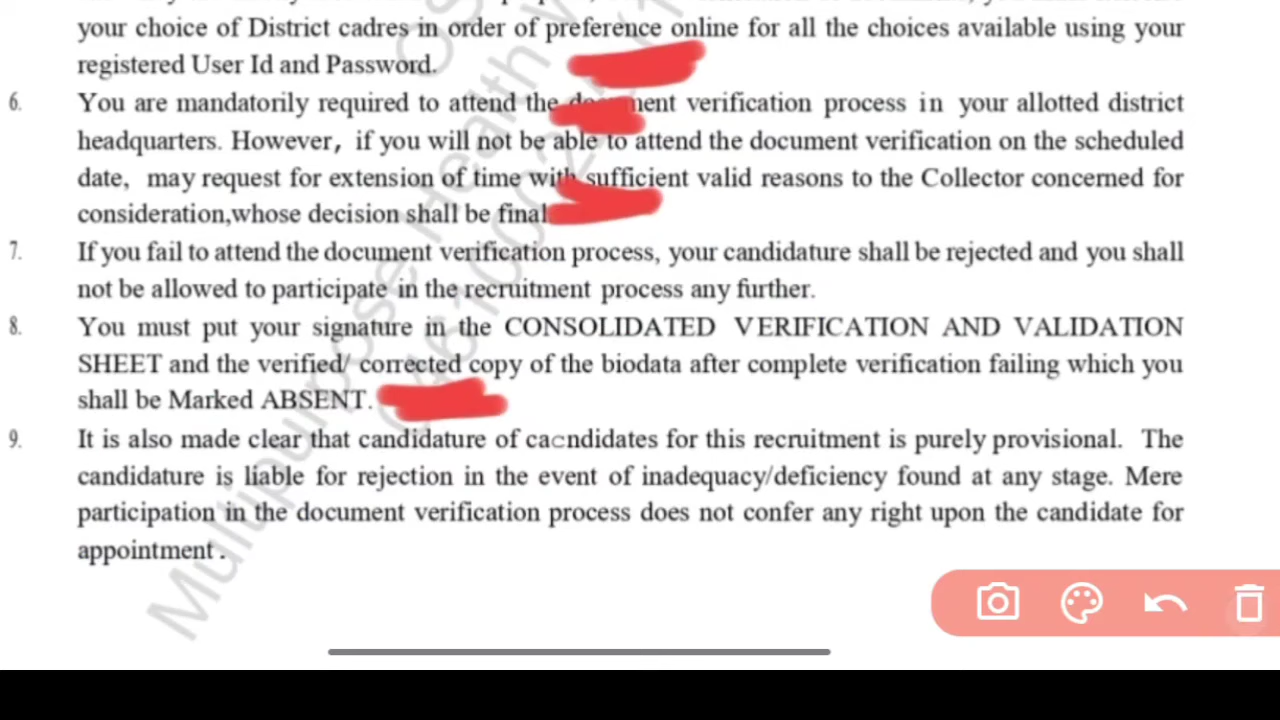 your choice of District cadres in order of preference online for all the choices available using your
registered User Id and Password.
6. You are mandatorily required to attend the document verification process in your allotted district
headquarters. However, if you will not be able to attend the document verification on the scheduled
date, may request for extension of time with sufficient valid reasons to the Collector concerned for
consideration,whose decision shall be final
7. If you fail to attend the document verification process, your candidature shall be rejected and you shall
not be allowed to participate in the recruitment process any further.
8. You must put your signature in the CONSOLIDATED VERIFICATION AND VALIDATION
SHEET and the verified/ corrected copy of the biodata after complete verification failing which you
shall be Marked ABSENT.
9. It is also made clear that candidature of cacndidates for this recruitment is purely provisional. The
candidature is liable for rejection in the event of inadequacy/deficiency found at any stage. Mere
participation in the document verification process does not confer any right upon the candidate for
appointment .
Multipurpose Health